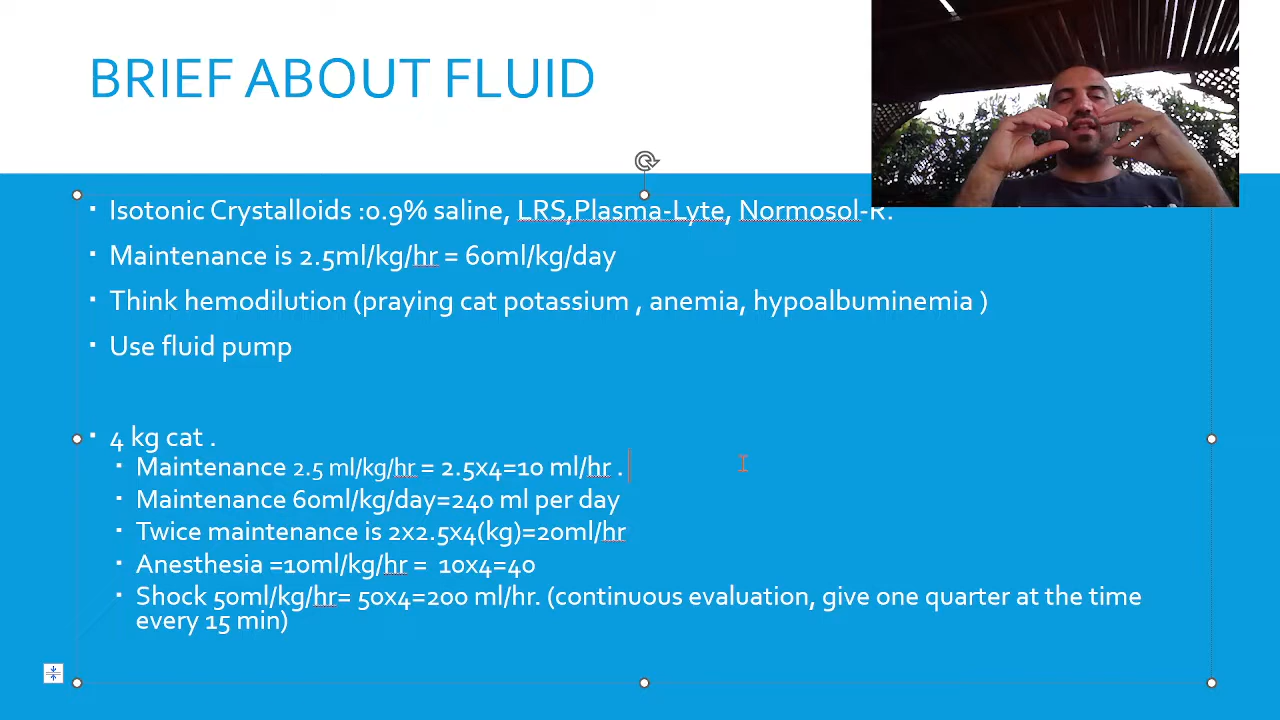 BRIEF ABOUT FLUID
▪ Isotonic Crystalloids :0.9% saline, LRS,Plasma-Lyte, Normosol-R.
▪ Maintenance is 2.5ml/kg/hr = 60ml/kg/day
▪ Think hemodilution (praying cat potassium , anemia, hypoalbuminemia )
▪ Use fluid pump
▪ 4 kg cat .
▪ Maintenance 2.5 ml/kg/hr = 2.5x4=10 ml/hr .
▪ Maintenance 60ml/kg/day=240 ml per day
▪ Twice maintenance is 2x2.5x4(kg)=20ml/hr
▪ Anesthesia =10ml/kg/hr = 10x4=40
▪ Shock 50ml/kg/hr= 50x4=200 ml/hr. (continuous evaluation, give one quarter at the time
every 15 min)